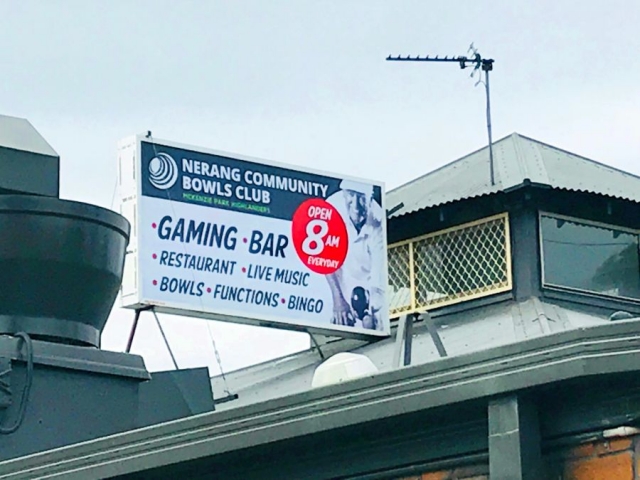 NERANG COMMUNITY
BOWLS CLUB
MCKENZIE PARK HIGHLANDERS
•GAMING •BAR
•RESTAURANT •LIVE MUSIC
•BOWLS •FUNCTIONS •BINGO
OPEN
8AM
EVERYDAY